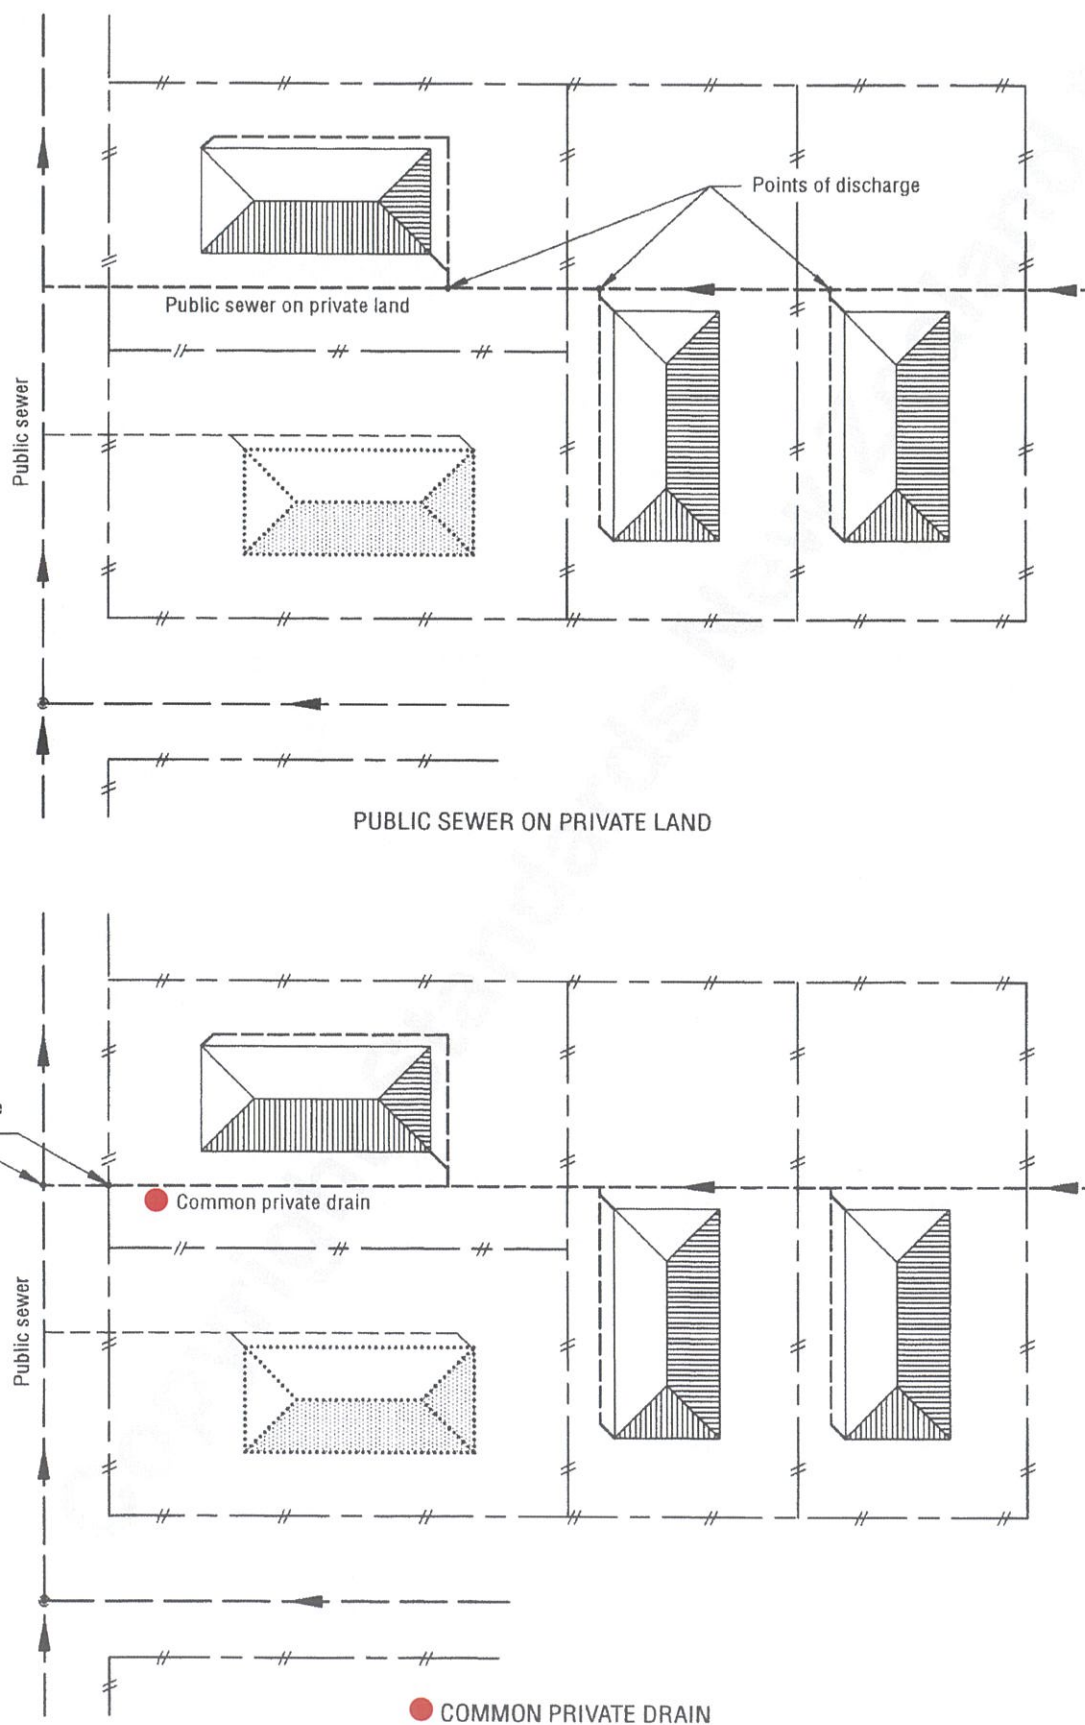 Points of discharge
Public sewer on private land
Public sewer
PUBLIC SEWER ON PRIVATE LAND
Common private drain
Public sewer
COMMON PRIVATE DRAIN